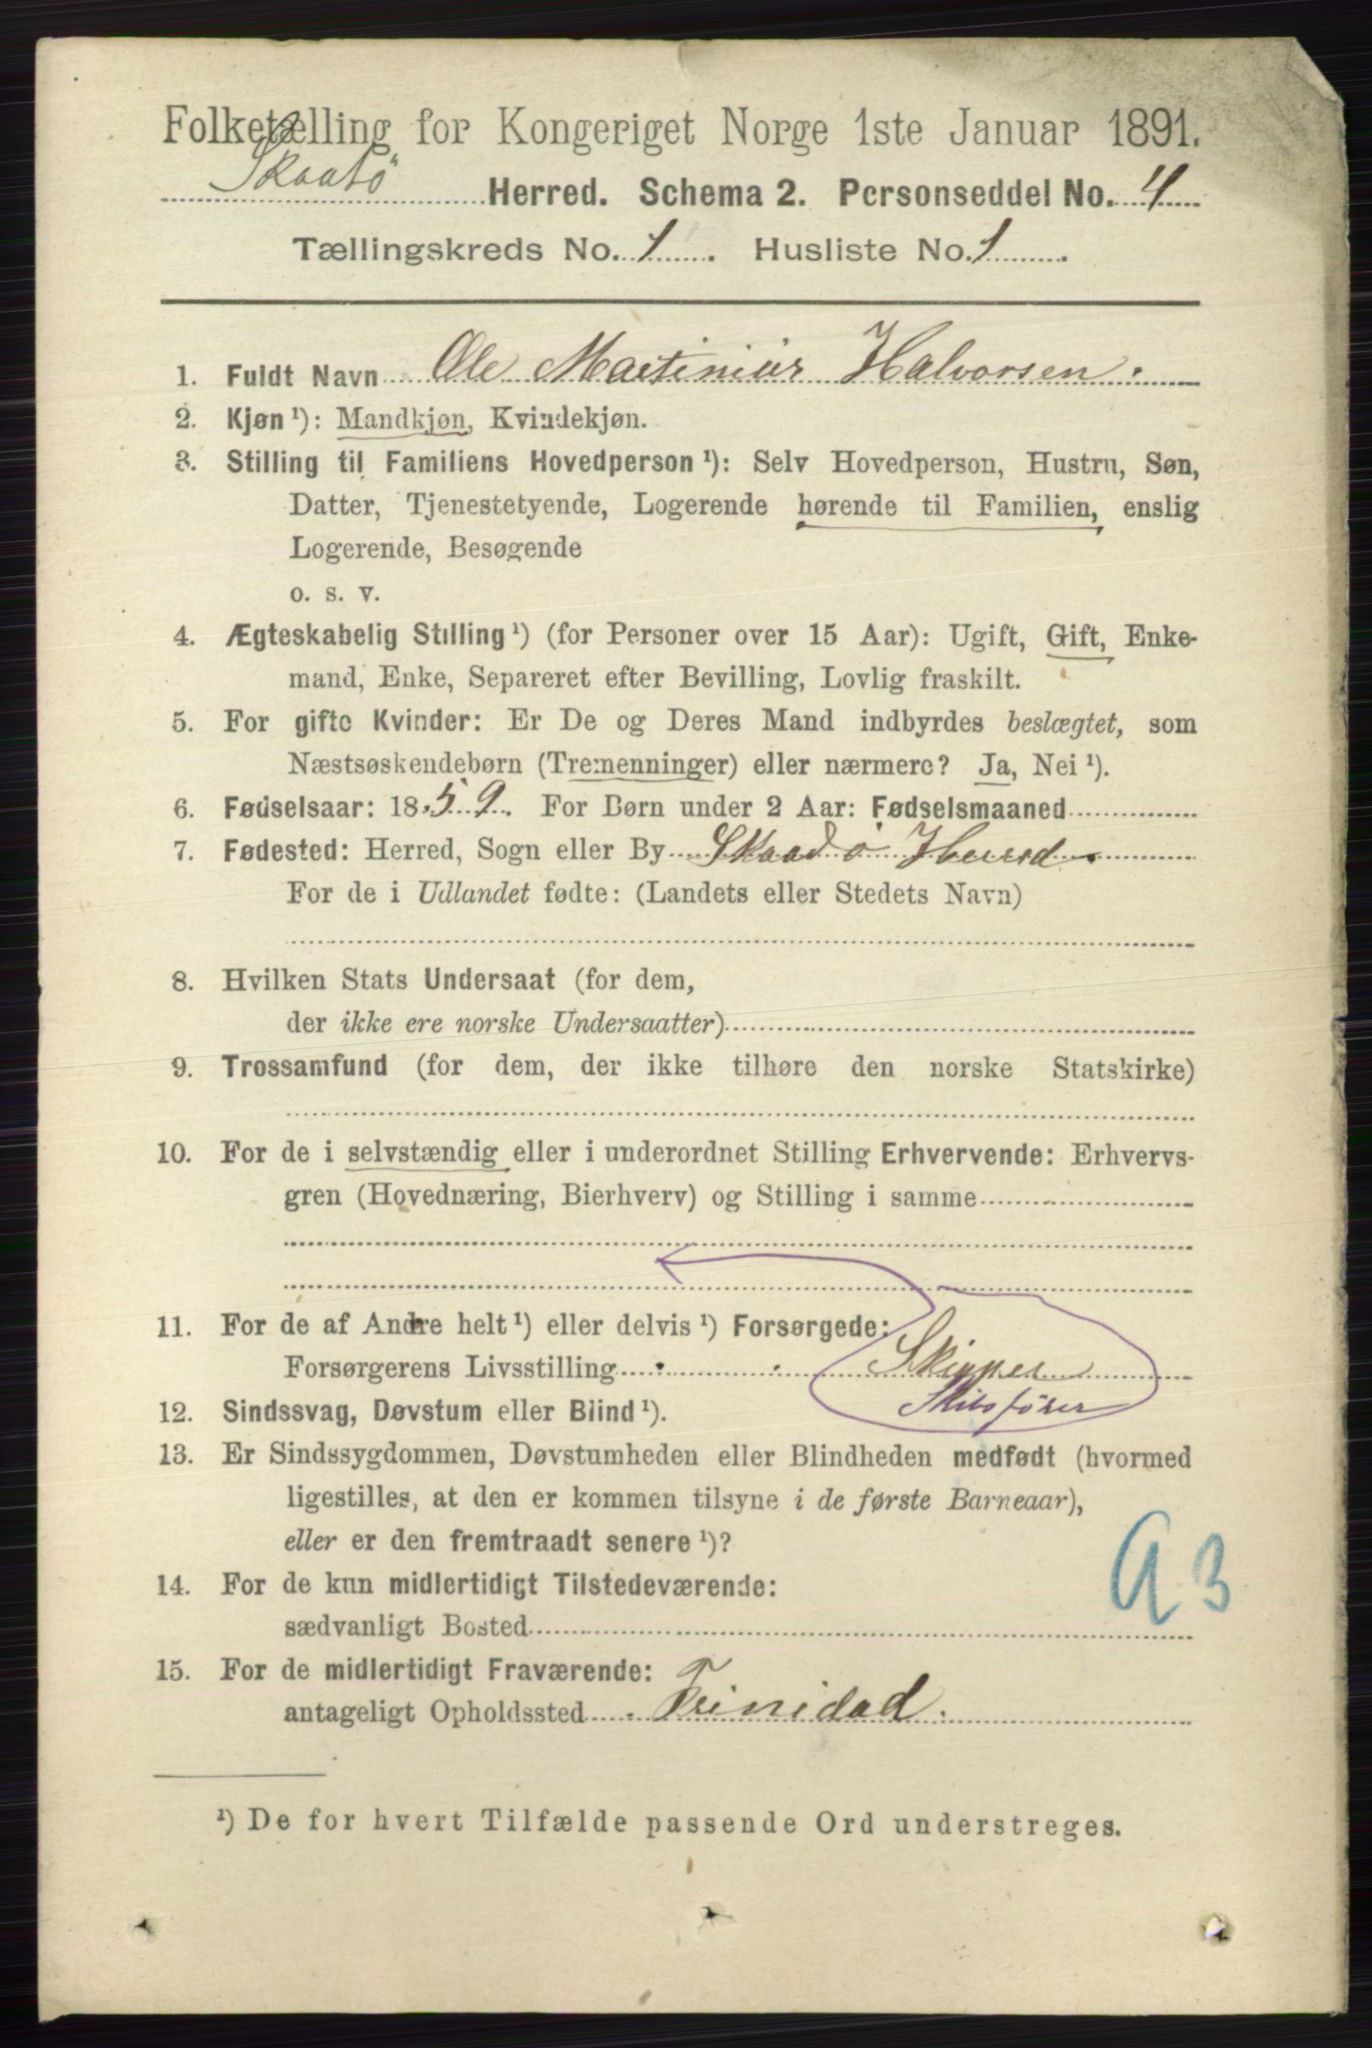 Folketælling for Kongeriget Norge 1ste Januar 1891.
Skaatö Herred. Schema 2. Personseddel No. 4
Tællingskreds No. 1. Husliste No. 1
1. Fuldt Navn Ole Martinius Halvorsen.
2. Kjøn ¹): Mandkjøn, Kvindekjøn.
3. Stilling til Familiens Hovedperson ¹): Selv Hovedperson, Hustru, Søn,
Datter, Tjenestetyende, Logerende hørende til Familien, enslig
Logerende, Besøgende
o. s. v.
4. Ægteskabelig Stilling ¹) (for Personer over 15 Aar): Ugift, Gift, Enke-
mand, Enke, Separeret efter Bevilling, Lovlig fraskilt.
5. For gifte Kvinder: Er De og Deres Mand indbyrdes beslægtet, som
Næstsøskendebørn (Tremenninger) eller nærmere? Ja, Nei ¹).
6. Fødselsaar: 1859. For Børn under 2 Aar: Fødselsmaaned
7. Fødested: Herred, Sogn eller By Skaadø Herred.
For de i Udlandet fødte: (Landets eller Stedets Navn)
8. Hvilken Stats Undersaat (for dem,
der ikke ere norske Undersaatter)
9. Trossamfund (for dem, der ikke tilhøre den norske Statskirke)
10. For de i selvstændig eller i underordnet Stilling Erhvervende: Erhvervs-
gren (Hovednæring, Bierhverv) og Stilling i samme
11. For de af Andre helt ¹) eller delvis ¹) Forsørgede:
Forsørgerens Livsstilling Skipper
Skibsfører
12. Sindssvag, Døvstum eller Blind ¹).
13. Er Sindssygdommen, Døvstumheden eller Blindheden medfødt (hvormed
ligestilles, at den er kommen tilsyne i de første Barneaar),
eller er den fremtraadt senere ¹)?
a 3
14. For de kun midlertidigt Tilstedeværende:
sædvanligt Bosted
15. For de midlertidigt Fraværende:
antageligt Opholdssted Trinidad.
¹) De for hvert Tilfælde passende Ord understreges.